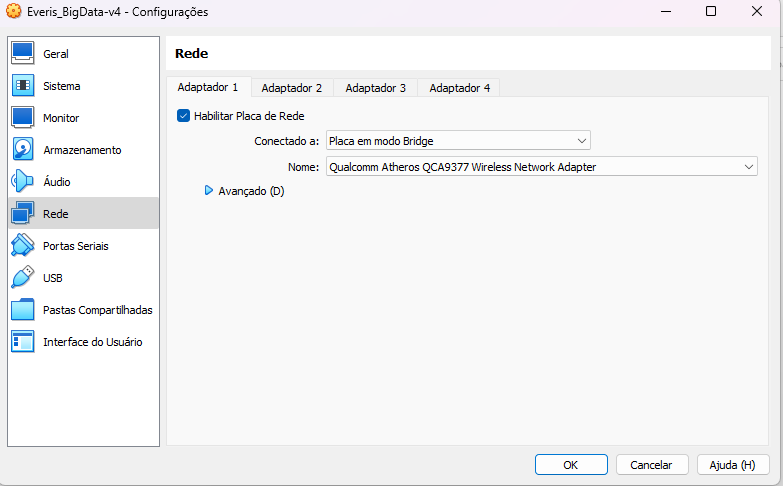 Everis_BigData-v4 - Configurações
Geral
Sistema
Monitor
Armazenamento
Áudio
Rede
Portas Seriais
USB
Pastas Compartilhadas
Interface do Usuário
Rede
Adaptador 1 Adaptador 2 Adaptador 3 Adaptador 4
Habilitar Placa de Rede
Conectado a: Placa em modo Bridge
Nome: Qualcomm Atheros QCA9377 Wireless Network Adapter
Avançado (D)
OK Cancelar Ajuda (H)